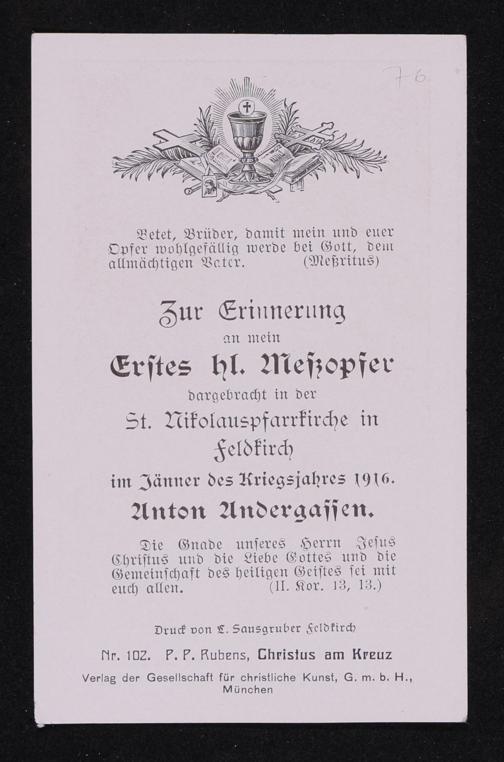 76.
Betet, Brüder, damit mein und euer
Opfer wohlgefällig werde bei Gott, dem
allmächtigen Vater. (Meßritus)
Zur Erinnerung
an mein
Erstes hl. Meßopfer
dargebracht in der
St. Nikolauspfarrkirche in
Feldkirch
im Jänner des Kriegsjahres 1916.
Anton Andergassen.
Die Gnade unseres Herrn Jesus
Christus und die Liebe Gottes und die
Gemeinschaft des heiligen Geistes sei mit
euch allen. (II. Kor. 13, 13.)
Druck von L. Sausgruber Feldkirch
Nr. 102. P. P. Rubens, Christus am Kreuz
Verlag der Gesellschaft für christliche Kunst, G. m. b. H.,
München